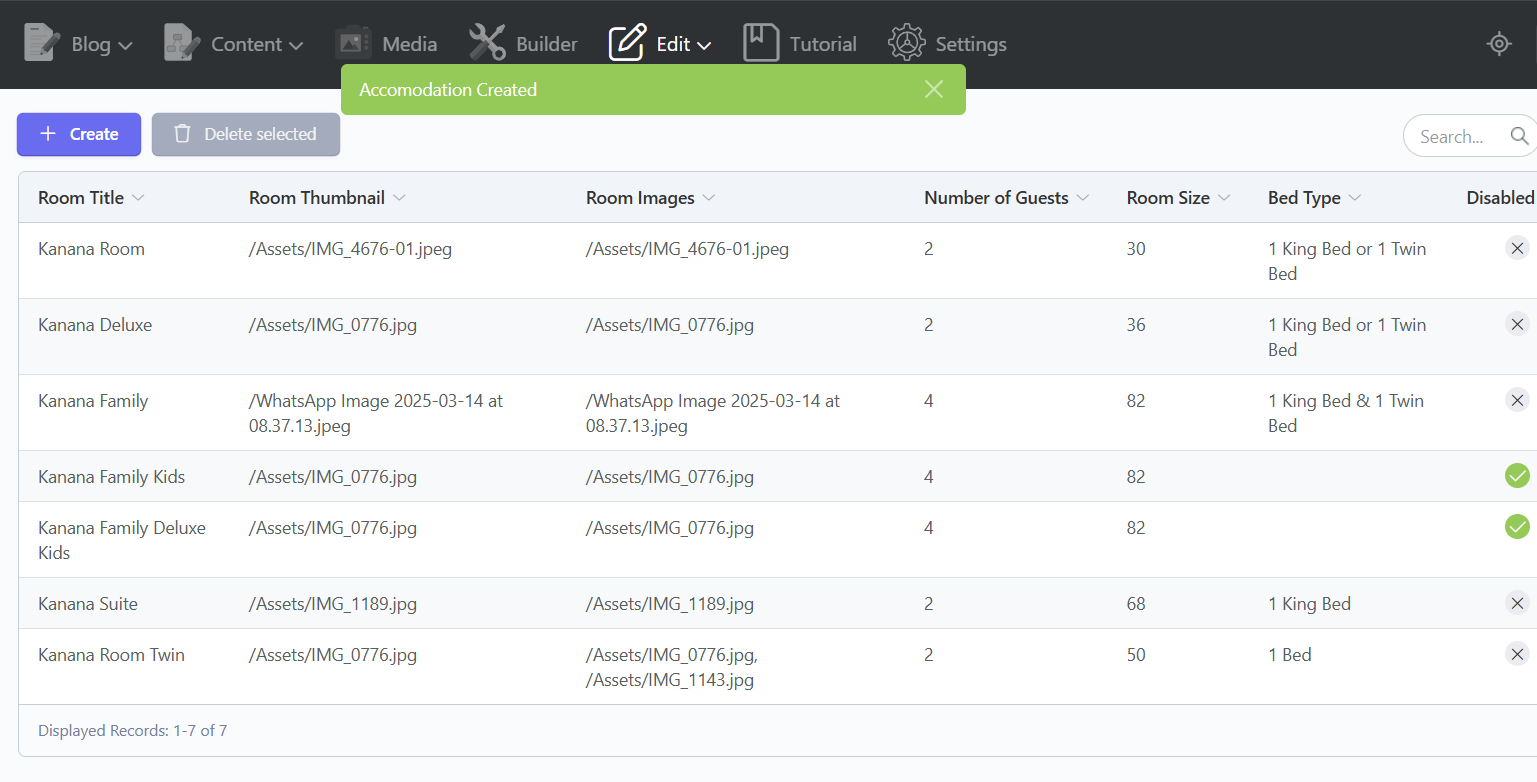 Blog Content Media Builder Edit Tutorial Settings
Accomodation Created
Create Delete selected Search...
Room Title Room Thumbnail Room Images Number of Guests Room Size Bed Type Disabled
Kanana Room /Assets/IMG_4676-01.jpeg /Assets/IMG_4676-01.jpeg 2 30 1 King Bed or 1 Twin
Bed
Kanana Deluxe /Assets/IMG_0776.jpg /Assets/IMG_0776.jpg 2 36 1 King Bed or 1 Twin
Bed
Kanana Family /WhatsApp Image 2025-03-14 at /WhatsApp Image 2025-03-14 at 4 82 1 King Bed & 1 Twin
08.37.13.jpeg 08.37.13.jpeg Bed
Kanana Family Kids /Assets/IMG_0776.jpg /Assets/IMG_0776.jpg 4 82
Kanana Family Deluxe /Assets/IMG_0776.jpg /Assets/IMG_0776.jpg 4 82
Kids
Kanana Suite /Assets/IMG_1189.jpg /Assets/IMG_1189.jpg 2 68 1 King Bed
Kanana Room Twin /Assets/IMG_0776.jpg /Assets/IMG_0776.jpg, 2 50 1 Bed
/Assets/IMG_1143.jpg
Displayed Records: 1-7 of 7